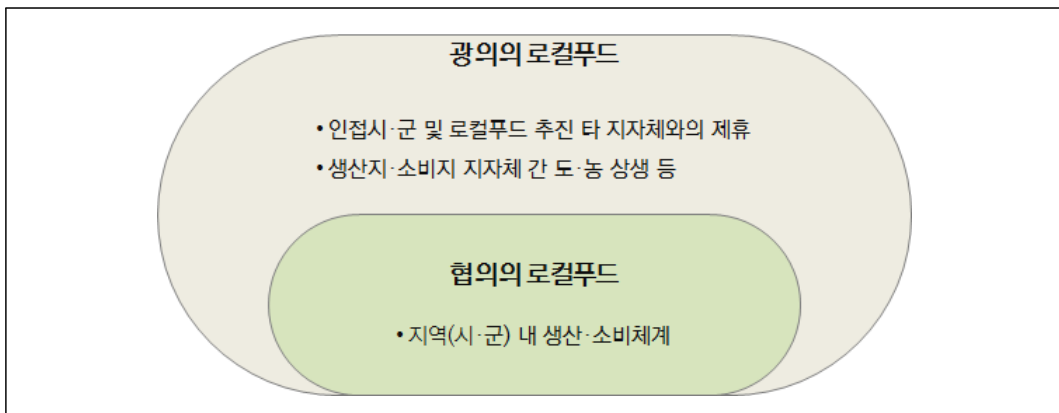 광의의 로컬푸드
• 인접시·군 및 로컬푸드 추진 타 지자체와의 제휴
• 생산지·소비지 지자체 간 도·농 상생 등
협의의 로컬푸드
• 지역(시·군) 내 생산·소비체계